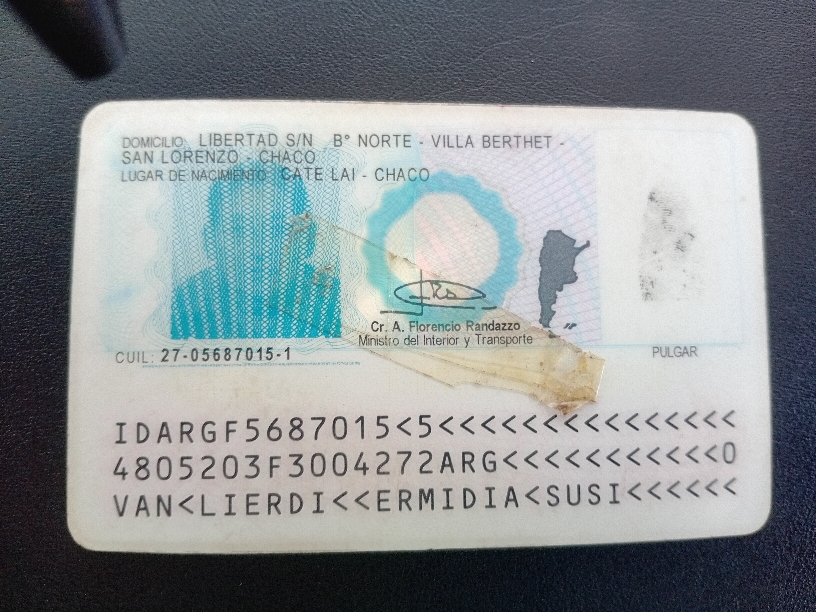 DOMICILIO LIBERTAD S/N B° NORTE - VILLA BERTHET -
SAN LORENZO - CHACO
LUGAR DE NACIMIENTO CATE LAI - CHACO
Cr. A. Florencio Randazzo
Ministro del Interior y Transporte
CUIL: 27-05687015-1
PULGAR
IDARGF5687015<5<<<<<<<<<<<<<<<
4805203F3004272ARG<<<<<<<<<<<0
VAN<LIERDI<<ERMIDIA<SUSI<<<<<<